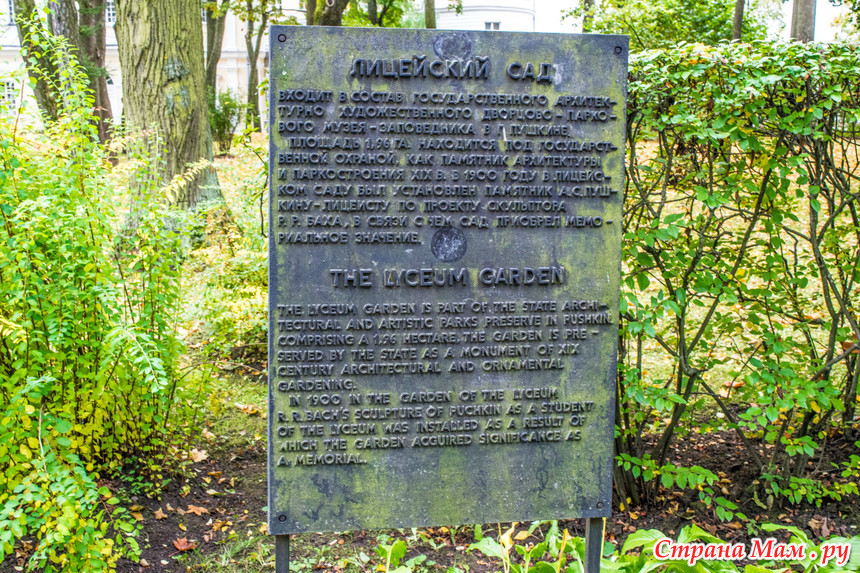 ЛИЦЕЙСКИЙ САД
ВХОДИТ В СОСТАВ ГОСУДАРСТВЕННОГО АРХИТЕК-
ТУРНО ХУДОЖЕСТВЕННОГО ДВОРЦОВО-ПАРКО-
ВОГО МУЗЕЯ-ЗАПОВЕДНИКА В Г. ПУШКИНЕ.
ПЛОЩАДЬ 1,96 ГА. НАХОДИТСЯ ПОД ГОСУДАРСТ-
ВЕННОЙ ОХРАНОЙ, КАК ПАМЯТНИК АРХИТЕКТУРЫ
И ПАРКОСТРОЕНИЯ XIX В. В 1900 ГОДУ В ЛИЦЕЙС-
КОМ САДУ БЫЛ УСТАНОВЛЕН ПАМЯТНИК А.С. ПУШ-
КИНУ-ЛИЦЕИСТУ ПО ПРОЕКТУ СКУЛЬПТОРА
Р.Р. БАХА, В СВЯЗИ С ЧЕМ САД ПРИОБРЕЛ МЕМО-
РИАЛЬНОЕ ЗНАЧЕНИЕ.
THE LYCEUM GARDEN
THE LYCEUM GARDEN IS PART OF THE STATE ARCHI-
TECTURAL AND ARTISTIC PARKS PRESERVE IN PUSHKIN,
COMPRISING A 1.96 HECTARE. THE GARDEN IS PRE-
SERVED BY THE STATE AS A MONUMENT OF XIX
CENTURY ARCHITECTURAL AND ORNAMENTAL
GARDENING.
IN 1900 IN THE GARDEN OF THE LYCEUM
R.R. BACH'S SCULPTURE OF PUCHKIN AS A STUDENT
OF THE LYCEUM WAS INSTALLED AS A RESULT OF
WHICH THE GARDEN ACQUIRED SIGNIFICANCE AS
A MEMORIAL.
Страна Мам.ру